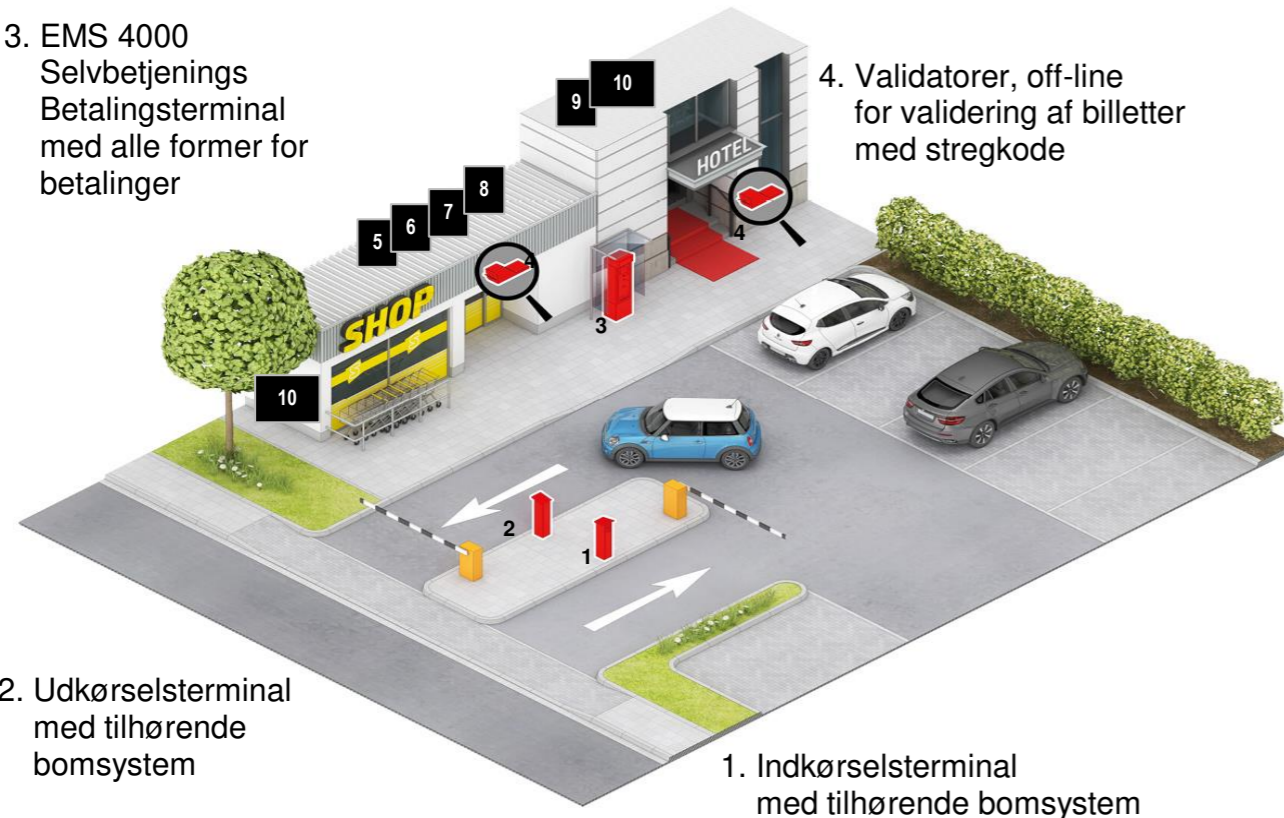 3. EMS 4000
Selvbetjenings
Betalingsterminal
med alle former for
betalinger
4. Validatorer, off-line
for validering af billetter
med stregkode
9
10
HOTEL
5
6
7
8
4
4
SHOP
3
10
2
1
2. Udkørselsterminal
med tilhørende
bomsystem
1. Indkørselsterminal
med tilhørende bomsystem